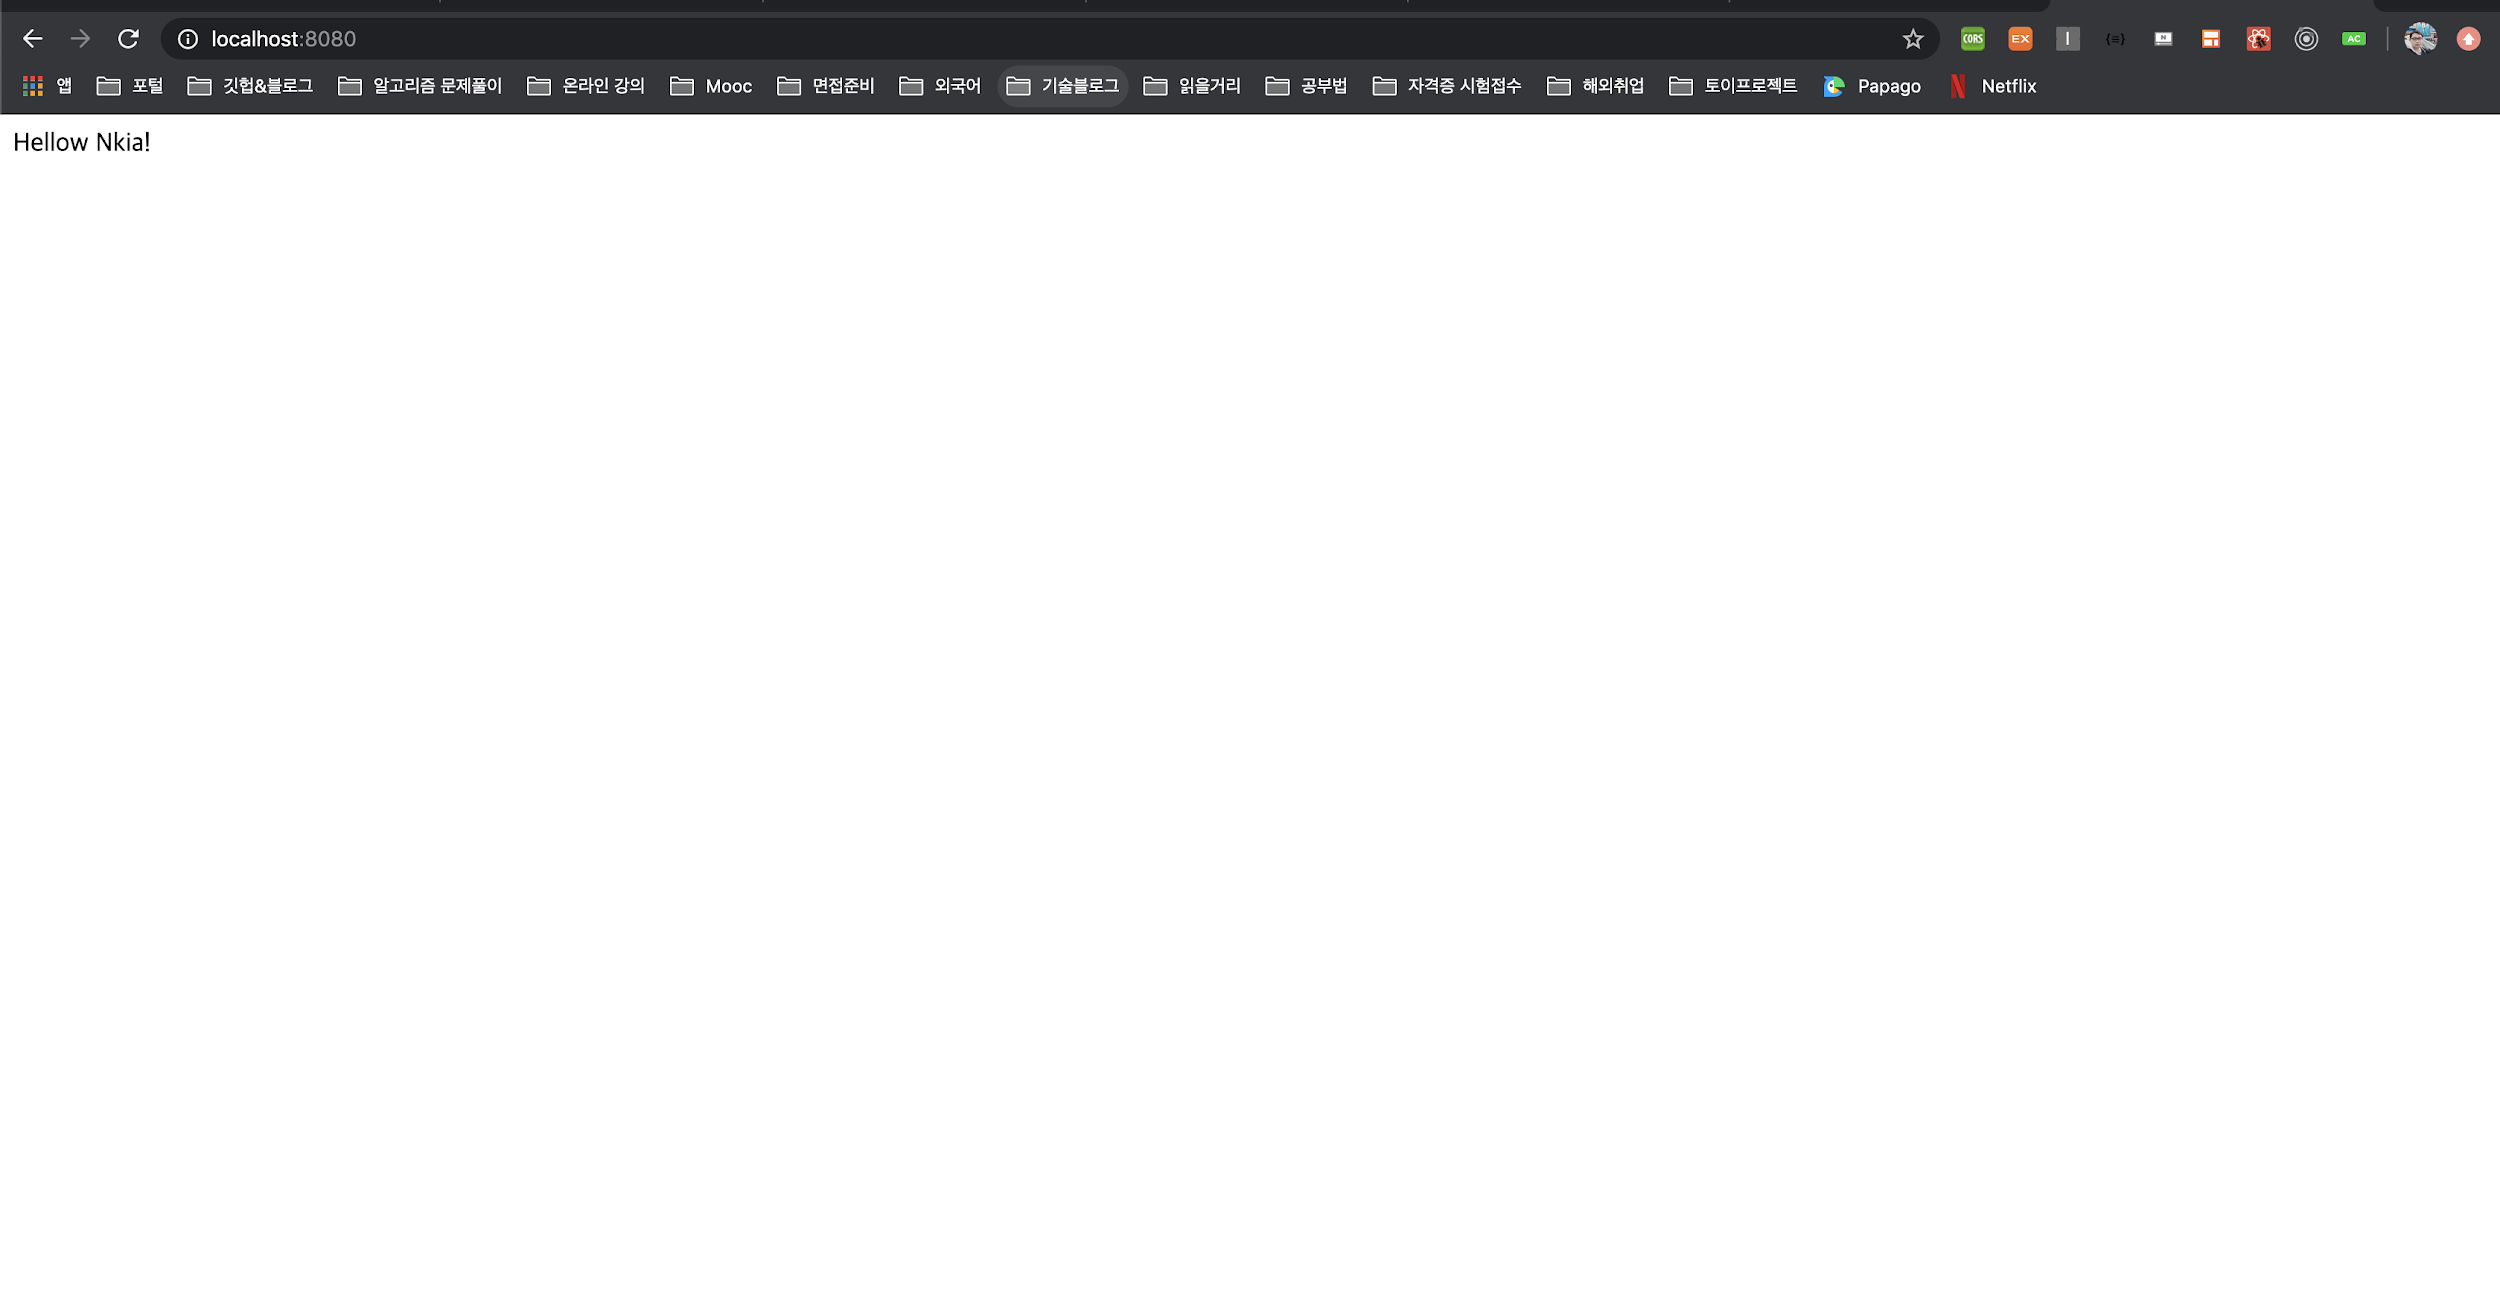 localhost:8080
CORS EX AC
앱 포털 깃헙&블로그 알고리즘 문제풀이 온라인 강의 Mooc 면접준비 외국어 기술블로그 읽을거리 공부법 자격증 시험접수 해외취업 토이프로젝트 Papago Netflix
Hellow Nkia!